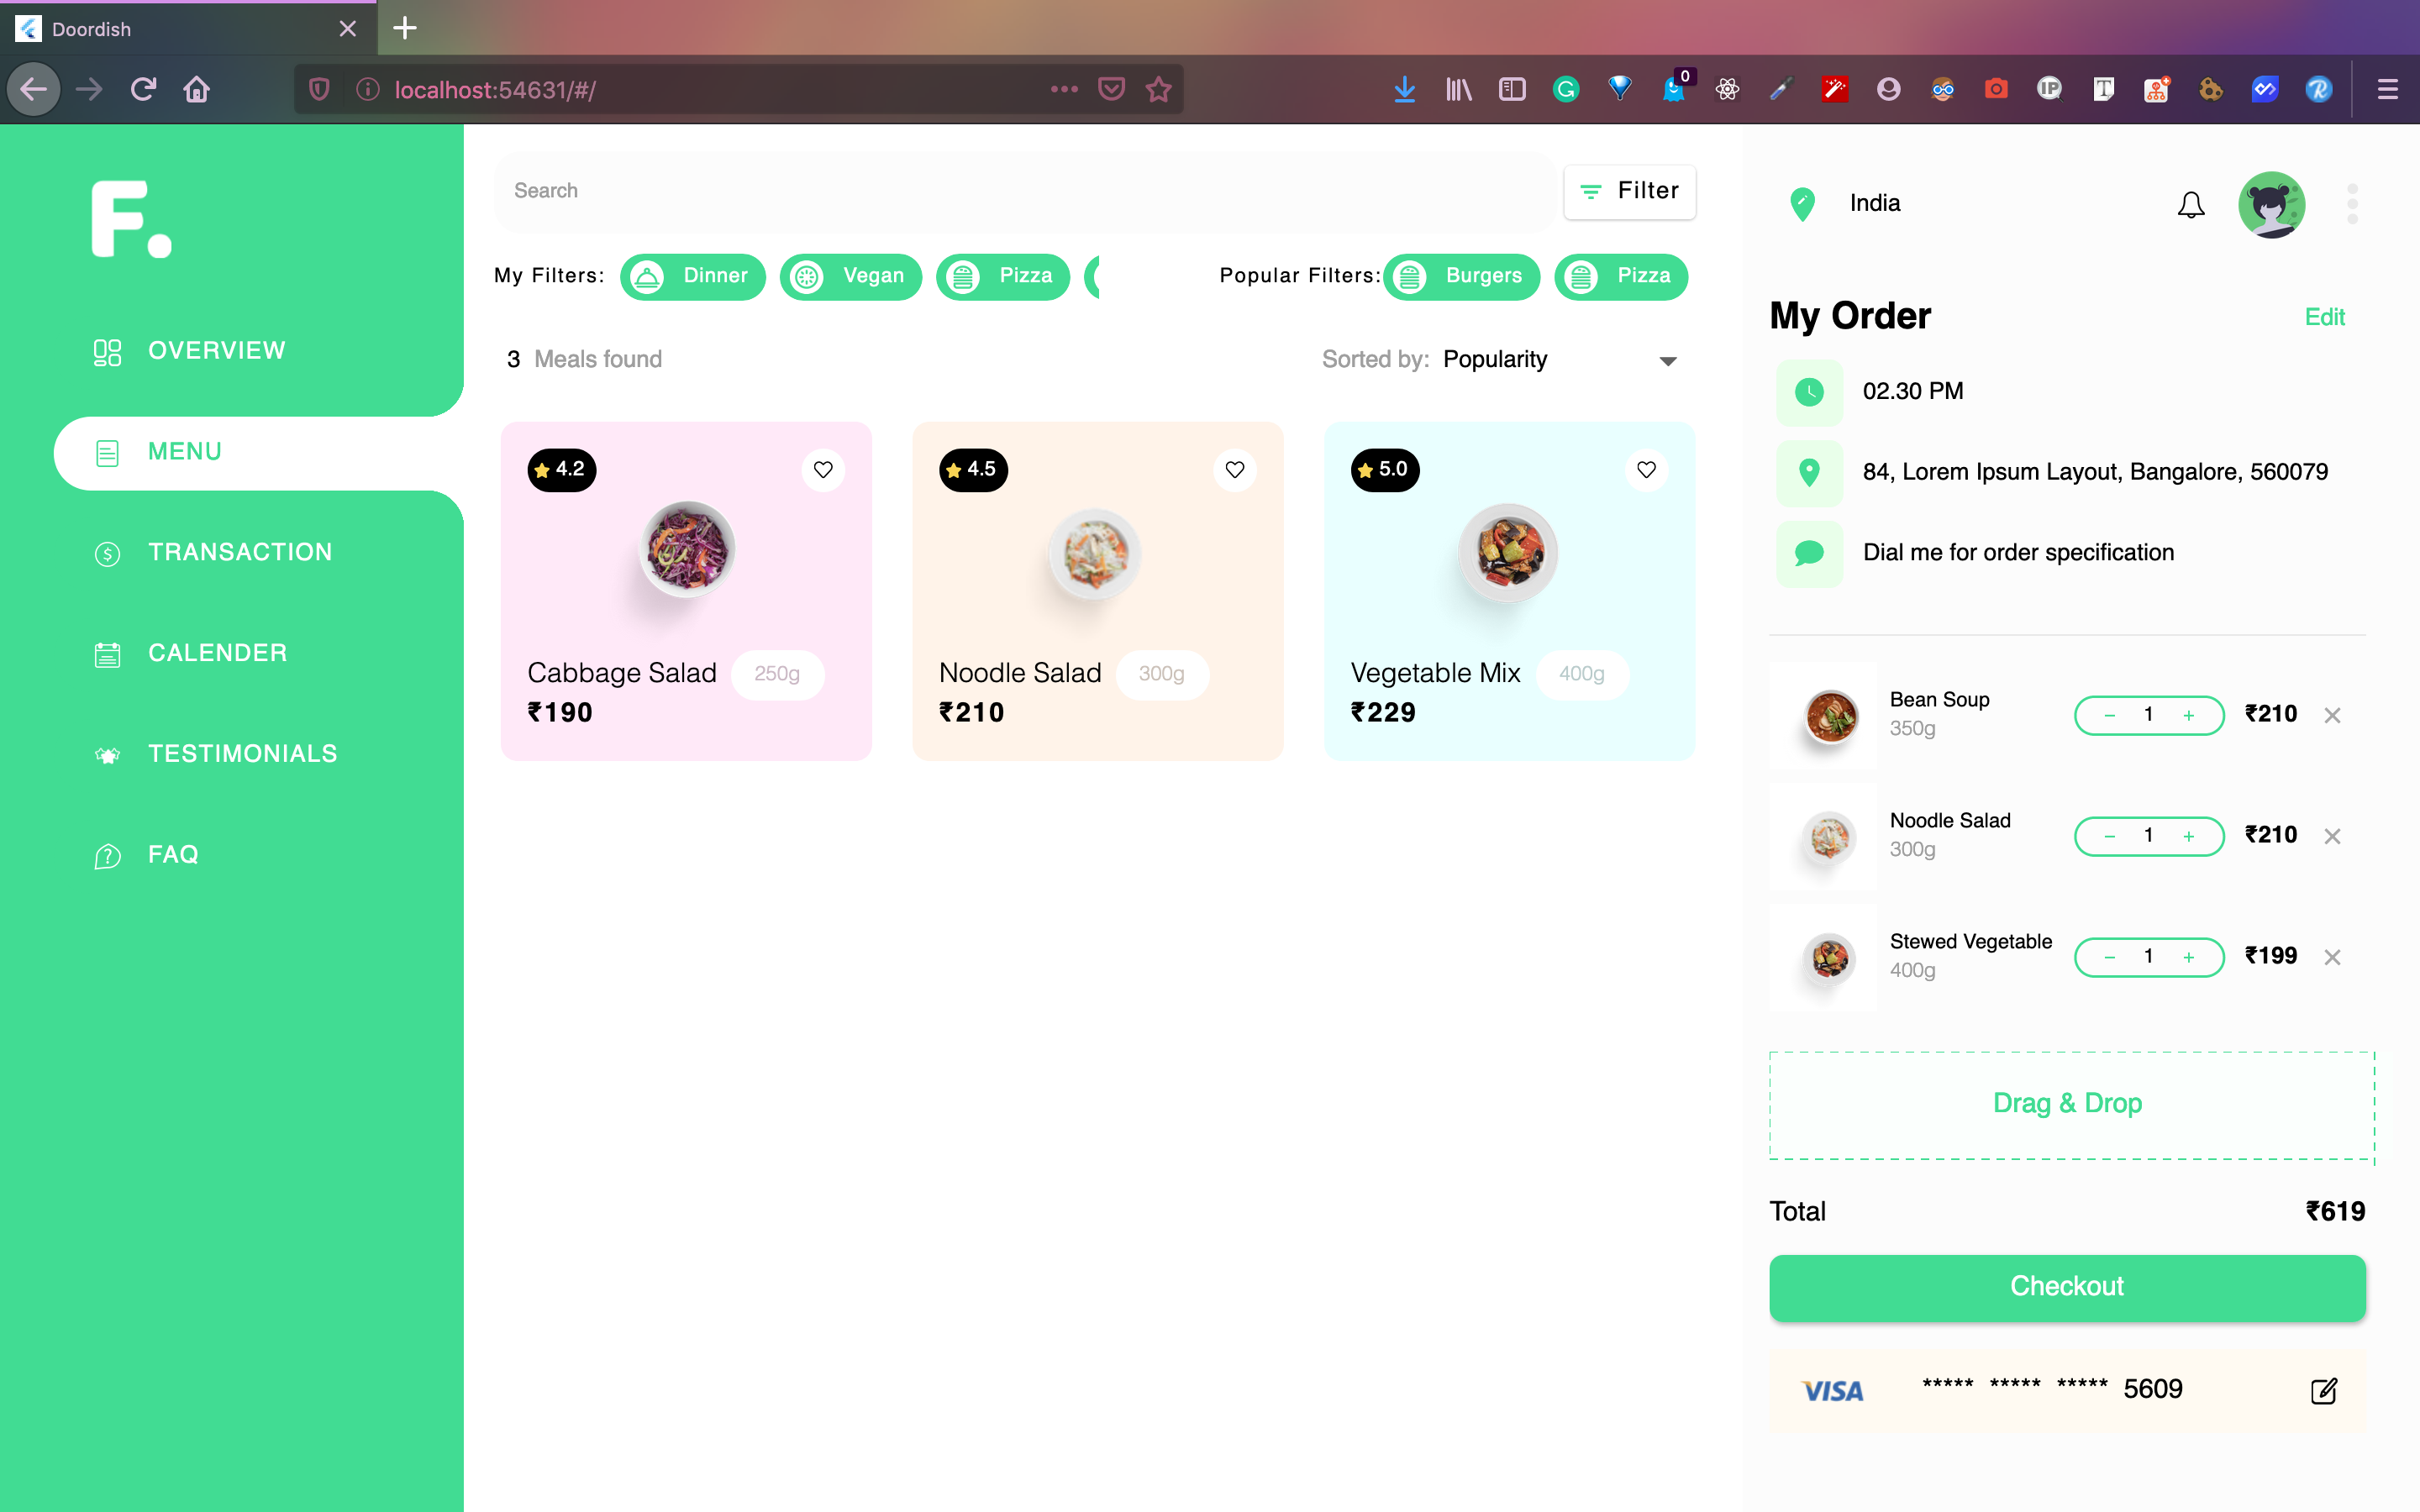 Doordish
localhost:54631/#/
0
F.
OVERVIEW
MENU
TRANSACTION
CALENDER
TESTIMONIALS
FAQ
Search
Filter
My Filters:
Dinner
Vegan
Pizza
Popular Filters:
Burgers
Pizza
3 Meals found
Sorted by: Popularity
4.2
Cabbage Salad 250g
₹190
4.5
Noodle Salad 300g
₹210
5.0
Vegetable Mix 400g
₹229
India
My Order
Edit
02.30 PM
84, Lorem Ipsum Layout, Bangalore, 560079
Dial me for order specification
Bean Soup
350g
− 1 + ₹210
Noodle Salad
300g
− 1 + ₹210
Stewed Vegetable
400g
− 1 + ₹199
Drag & Drop
Total ₹619
Checkout
VISA ***** ***** ***** 5609